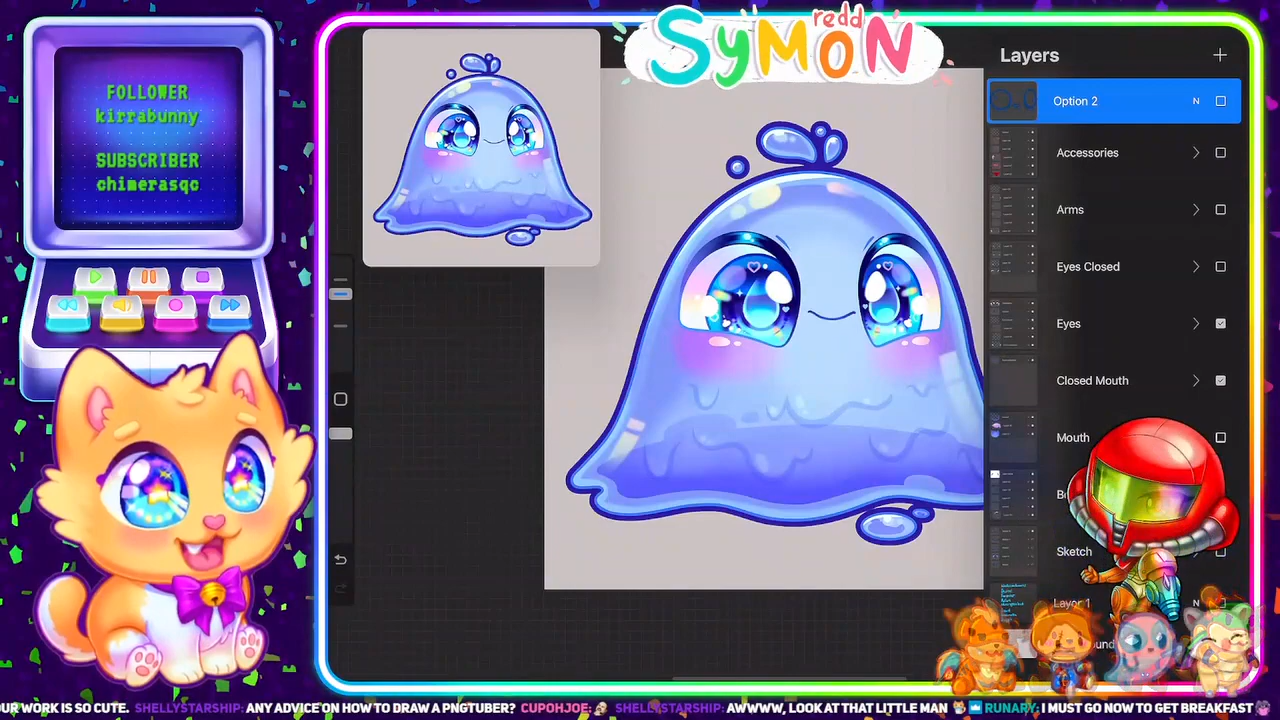 FOLLOWER
kirrabunny
SUBSCRIBER
chimerasqc
redd
SYMON
Layers
Option 2
N
Accessories
Arms
Eyes Closed
Eyes
Closed Mouth
Mouth
Sketch
Layer 1
N
OUR WORK IS SO CUTE. SHELLYSTARSHIP: ANY ADVICE ON HOW TO DRAW A PNGTUBER? CUPOHJOE: SHELLYSTARSHIP: AWWWW, LOOK AT THAT LITTLE MAN RUNARY: I MUST GO NOW TO GET BREAKFAST